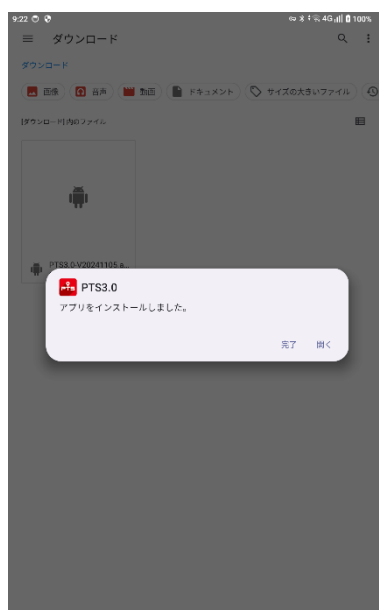 9:22
4G
100%
ダウンロード
ダウンロード
画像
音声
動画
ドキュメント
サイズの大きいファイル
[ダウンロード] 内のファイル
PTS3.0-V20241105.a...
PTS
PTS3.0
アプリをインストールしました。
完了
開く